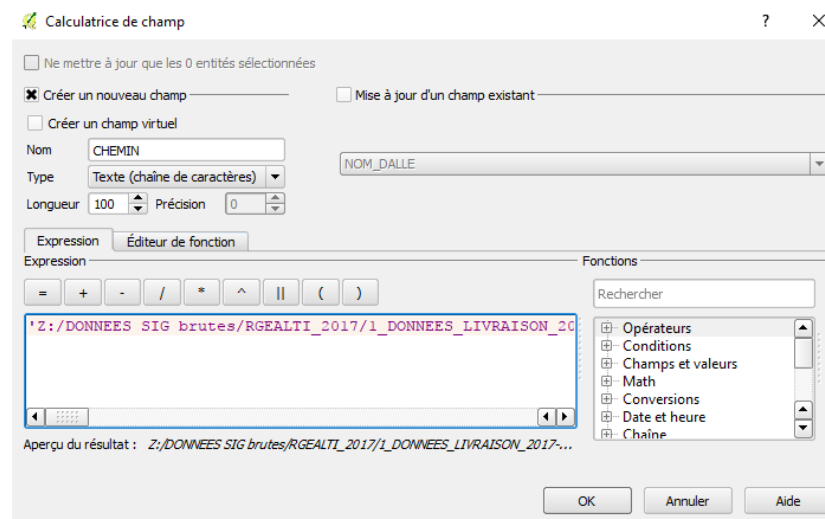 Calculatrice de champ ? ×
Ne mettre à jour que les 0 entités sélectionnées
Créer un nouveau champ Mise à jour d'un champ existant
Créer un champ virtuel
Nom CHEMIN
NOM_DALLE
Type Texte (chaîne de caractères)
Longueur 100 Précision 0
Expression Éditeur de fonction
Expression Fonctions
= + - / * ^ || ( ) Rechercher
'Z:/DONNEES SIG brutes/RGEALTI_2017/1_DONNEES_LIVRAISON_20
Opérateurs
Conditions
Champs et valeurs
Math
Conversions
Date et heure
Chaîne
Aperçu du résultat : Z:/DONNEES SIG brutes/RGEALTI_2017/1_DONNEES_LIVRAISON_2017-...
OK Annuler Aide